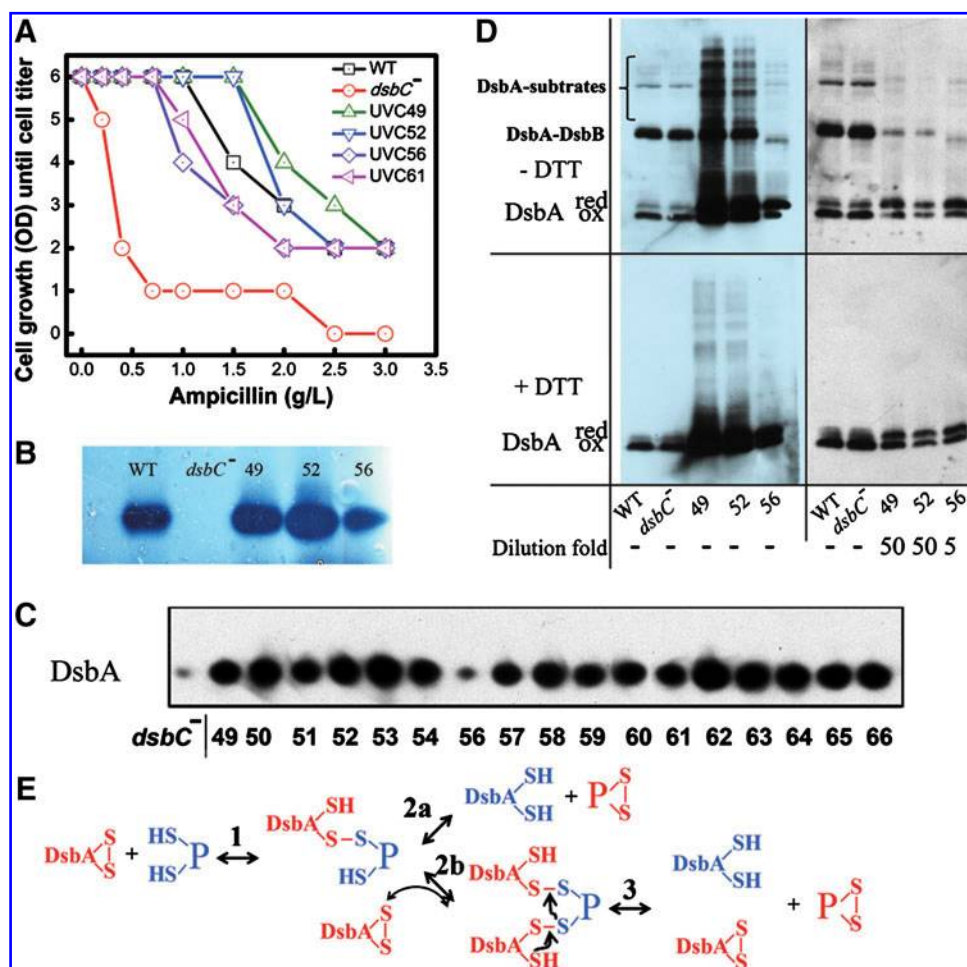 A
Cell growth (OD) until cell titer
6
5
4
3
2
1
0
0.0 0.5 1.0 1.5 2.0 2.5 3.0 3.5
Ampicillin (g/L)
WT
dsbC⁻
UVC49
UVC52
UVC56
UVC61
B
WT dsbC⁻ 49 52 56
C
DsbA
dsbC⁻ 49 50 51 52 53 54 56 57 58 59 60 61 62 63 64 65 66
D
DsbA-subtrates
DsbA-DsbB
- DTT
DsbA red
ox
+ DTT
DsbA red
ox
WT dsbC⁻ 49 52 56 WT dsbC⁻ 49 52 56
Dilution fold - - - - - - - 50 50 5
E
DsbA S S + HS HS P 1 DsbA SH S S P HS
2a DsbA SH SH + P S S
2b DsbA S S
DsbA SH S S P S S DsbA SH
3 DsbA SH SH DsbA S S + P S S